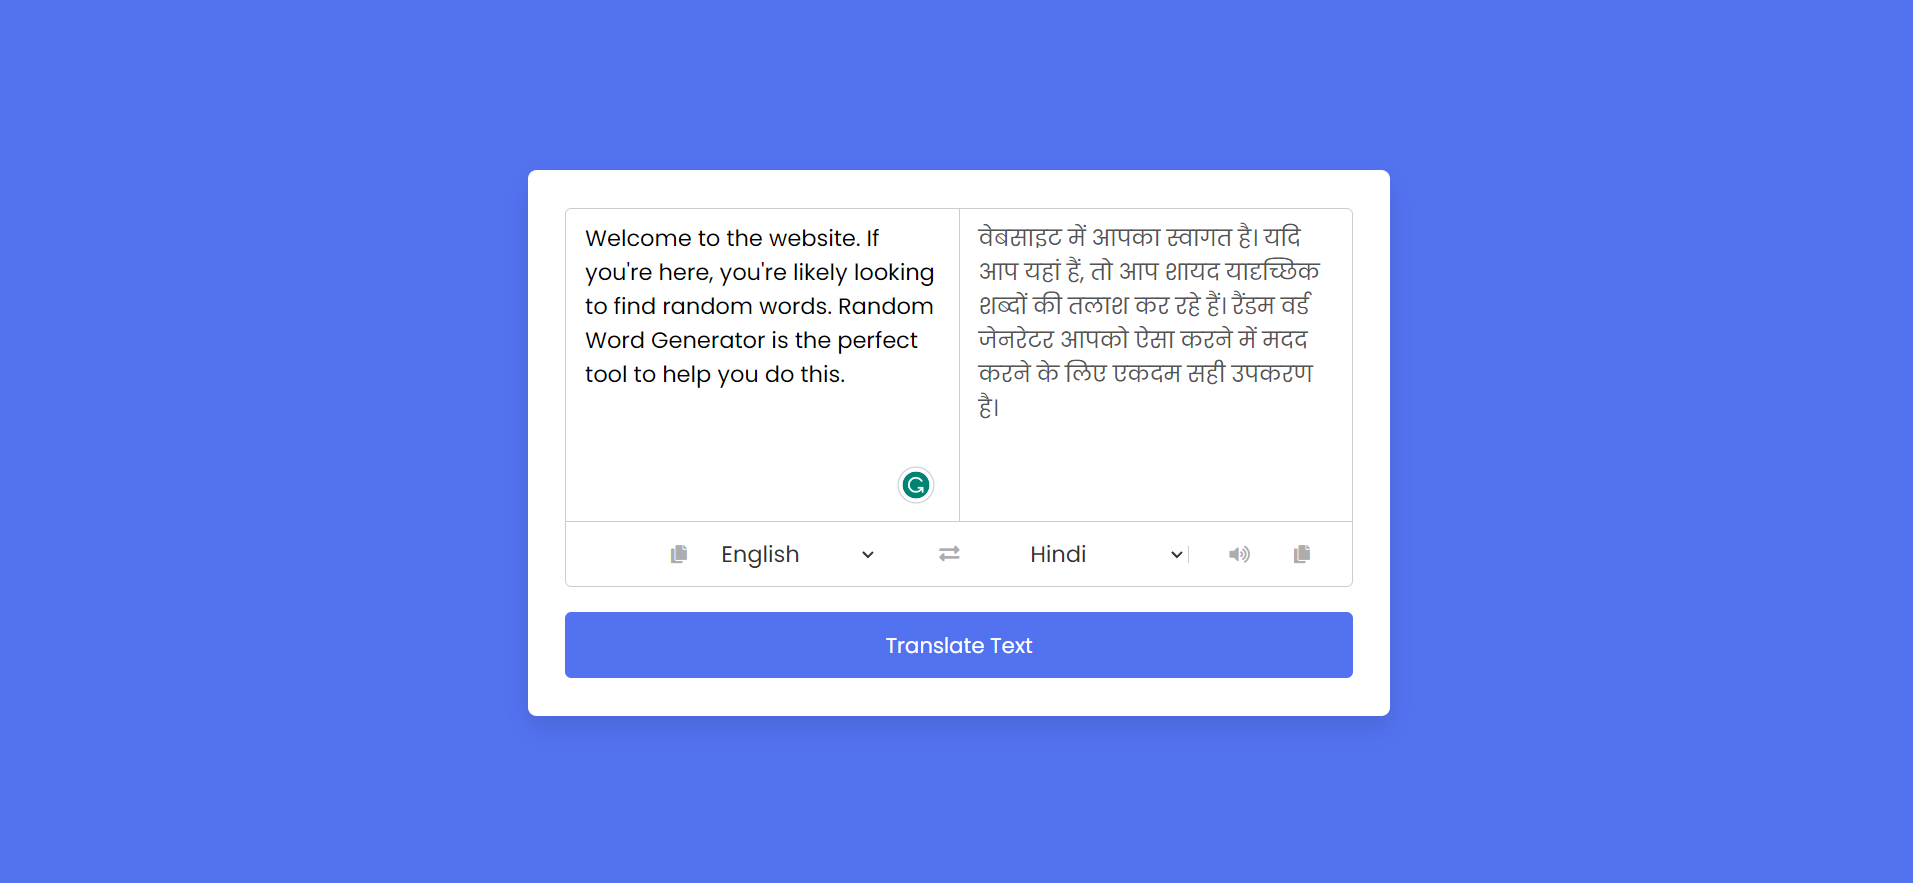 Welcome to the website. If
you're here, you're likely looking
to find random words. Random
Word Generator is the perfect
tool to help you do this.
वेबसाइट में आपका स्वागत है। यदि
आप यहां हैं, तो आप शायद यादृच्छिक
शब्दों की तलाश कर रहे हैं। रैंडम वर्ड
जेनरेटर आपको ऐसा करने में मदद
करने के लिए एकदम सही उपकरण
है।
English
Hindi
Translate Text